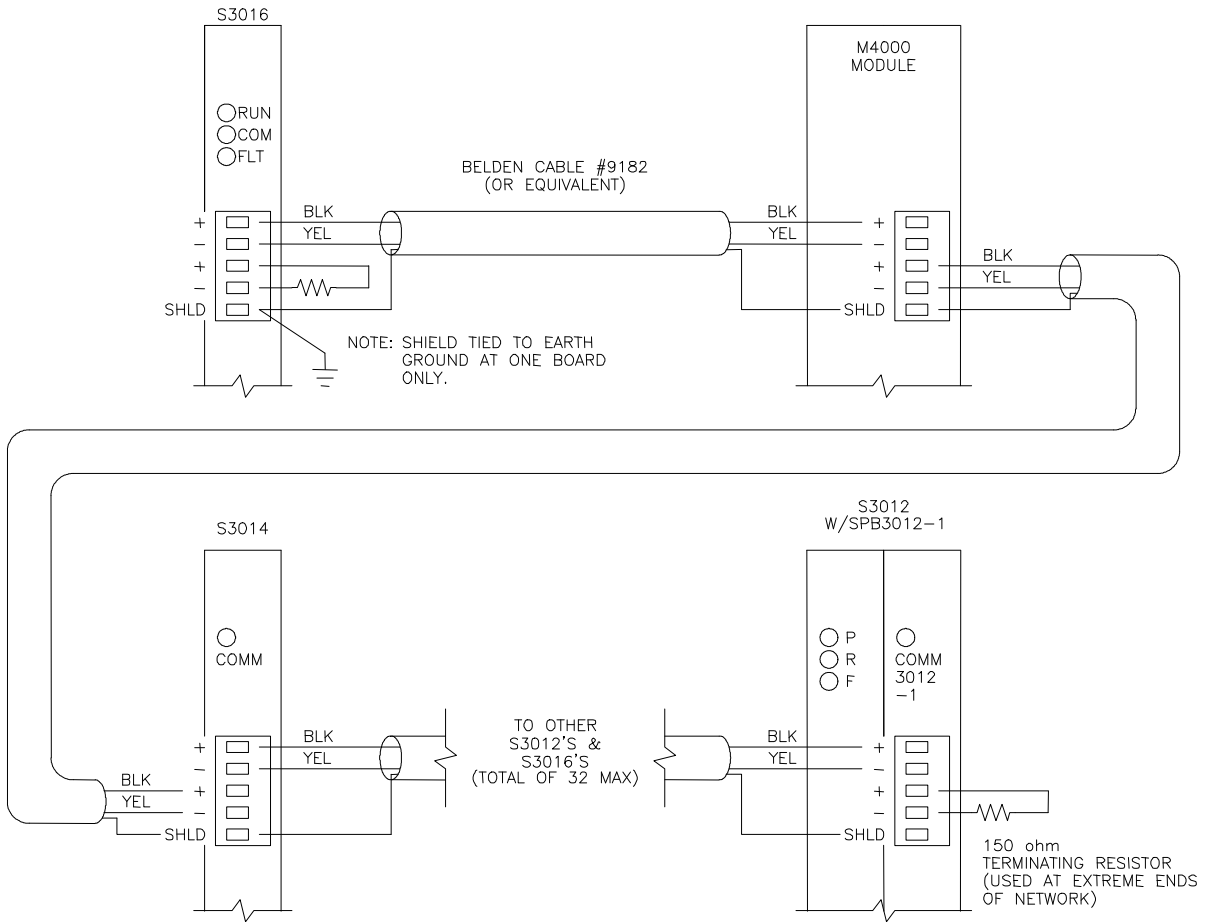 S3016
RUN
COM
FLT
M4000
MODULE
BELDEN CABLE #9182
(OR EQUIVALENT)
+
−
+
−
SHLD
BLK
YEL
BLK
YEL
+
−
+
−
SHLD
BLK
YEL
NOTE: SHIELD TIED TO EARTH
GROUND AT ONE BOARD
ONLY.
S3014
COMM
S3012
W/SPB3012-1
P
R
F
COMM
3012
-1
BLK
YEL
+
−
+
−
SHLD
BLK
YEL
TO OTHER
S3012'S &
S3016'S
(TOTAL OF 32 MAX)
BLK
YEL
+
−
+
−
SHLD
150 ohm
TERMINATING RESISTOR
(USED AT EXTREME ENDS
OF NETWORK)